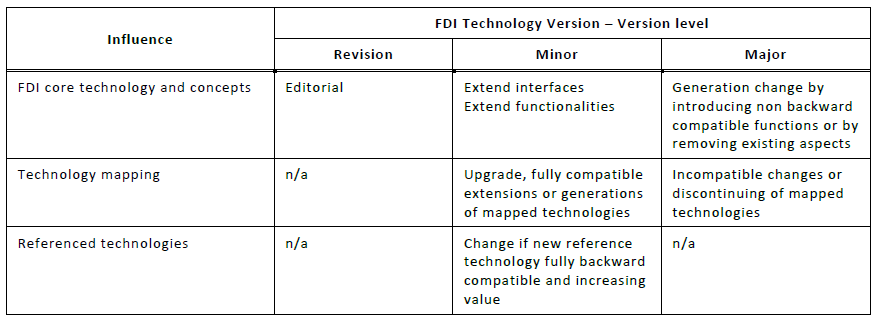 Influence
FDI Technology Version – Version level
Revision
Minor
Major
FDI core technology and concepts
Editorial
Extend interfaces
Extend functionalities
Generation change by
introducing non backward
compatible functions or by
removing existing aspects
Technology mapping
n/a
Upgrade, fully compatible
extensions or generations
of mapped technologies
Incompatible changes or
discontinuing of mapped
technologies
Referenced technologies
n/a
Change if new reference
technology fully backward
compatible and increasing
value
n/a